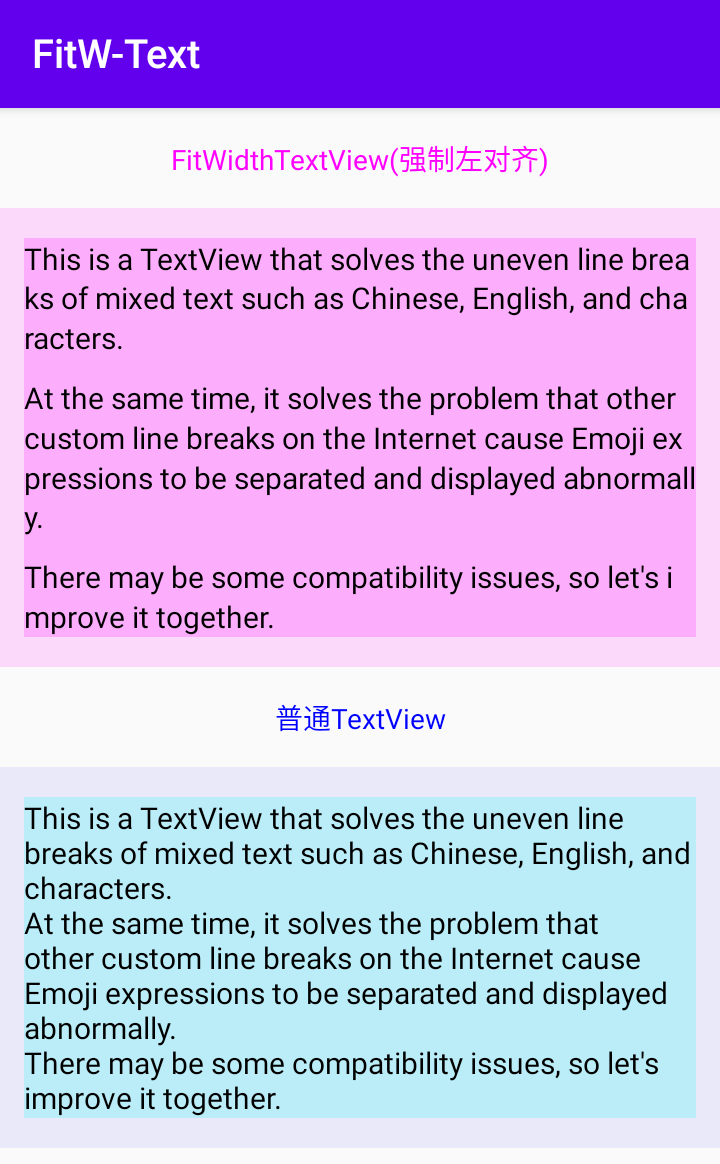 FitW-Text
FitWidthTextView(强制左对齐)
This is a TextView that solves the uneven line brea
ks of mixed text such as Chinese, English, and cha
racters.
At the same time, it solves the problem that other
custom line breaks on the Internet cause Emoji ex
pressions to be separated and displayed abnormall
y.
There may be some compatibility issues, so let's i
mprove it together.
普通TextView
This is a TextView that solves the uneven line
breaks of mixed text such as Chinese, English, and
characters.
At the same time, it solves the problem that
other custom line breaks on the Internet cause
Emoji expressions to be separated and displayed
abnormally.
There may be some compatibility issues, so let's
improve it together.